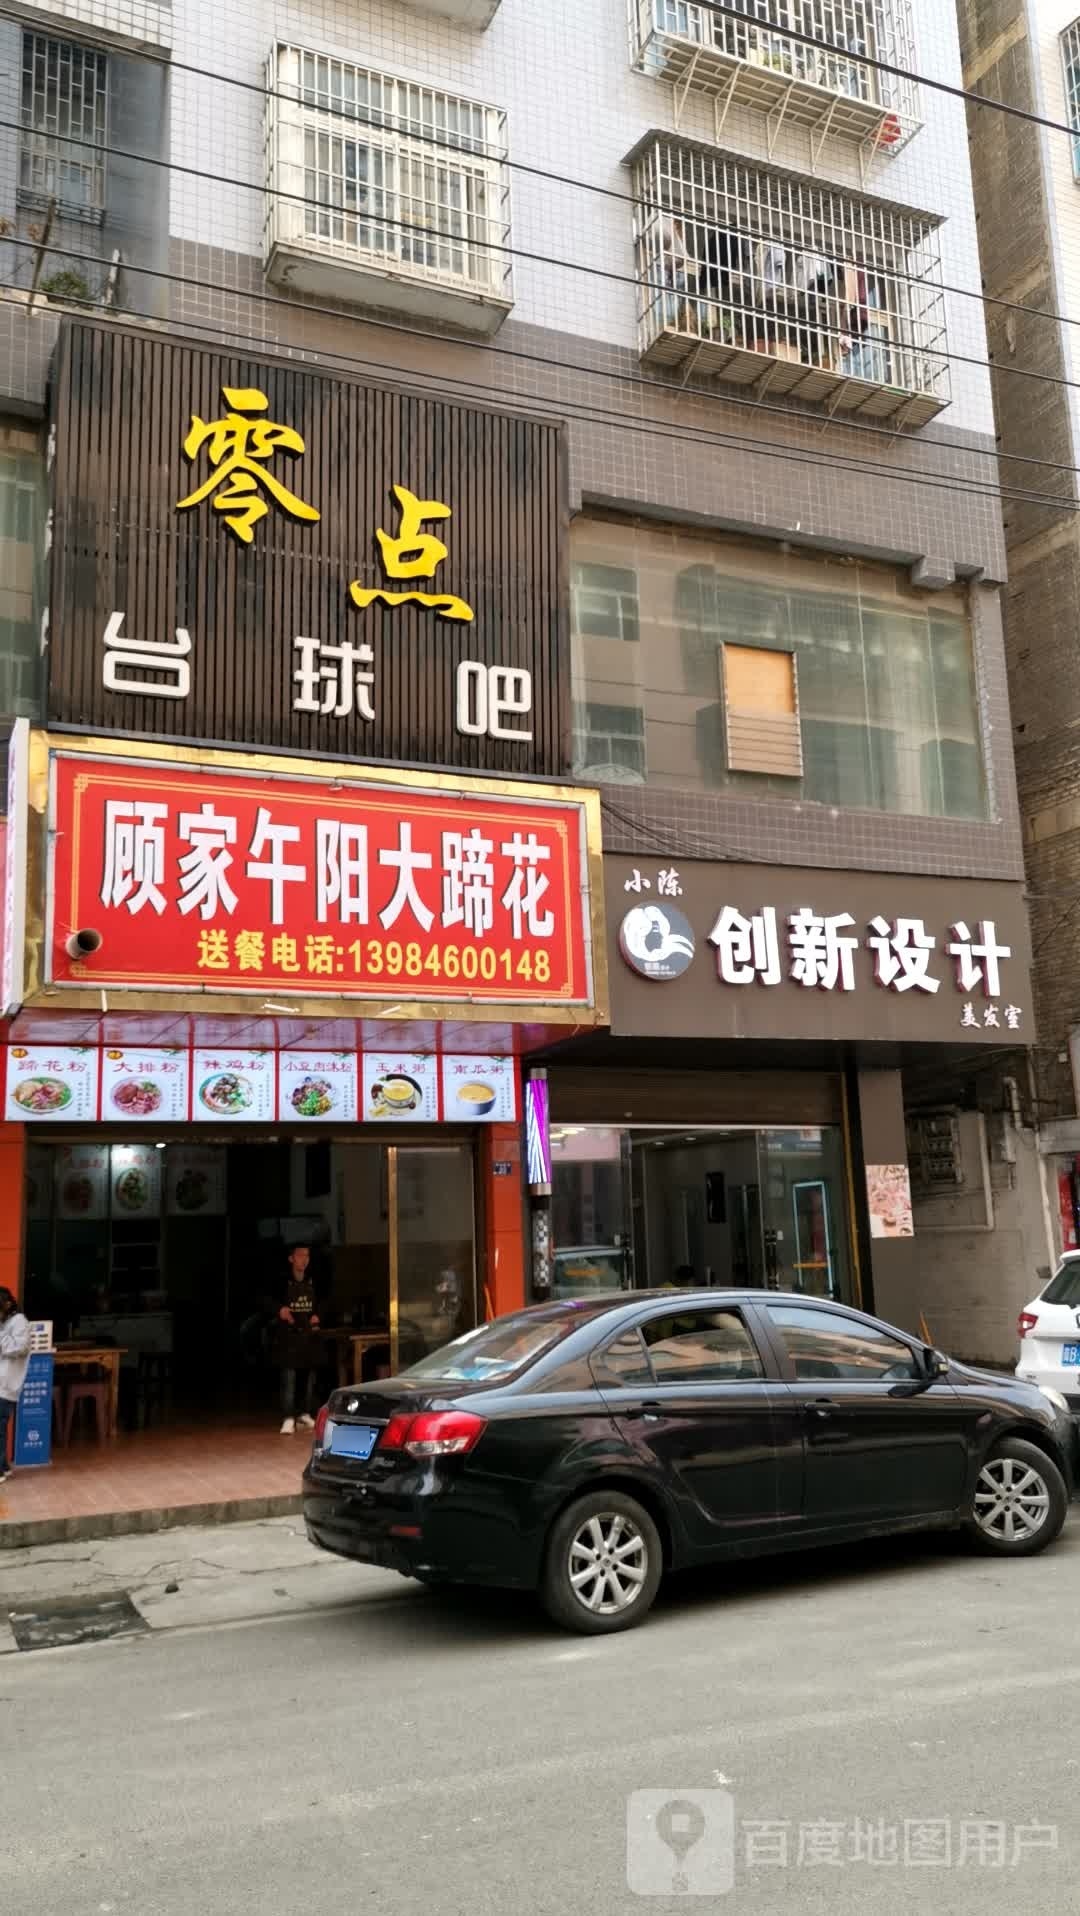 零点
台球吧
顾家午阳大蹄花
送餐电话:13984600148
小陈
创新设计
美发室
蹄花粉
大排粉
辣鸡粉
小豆肉沫粉
玉米粥
南瓜粥
百度地图用户